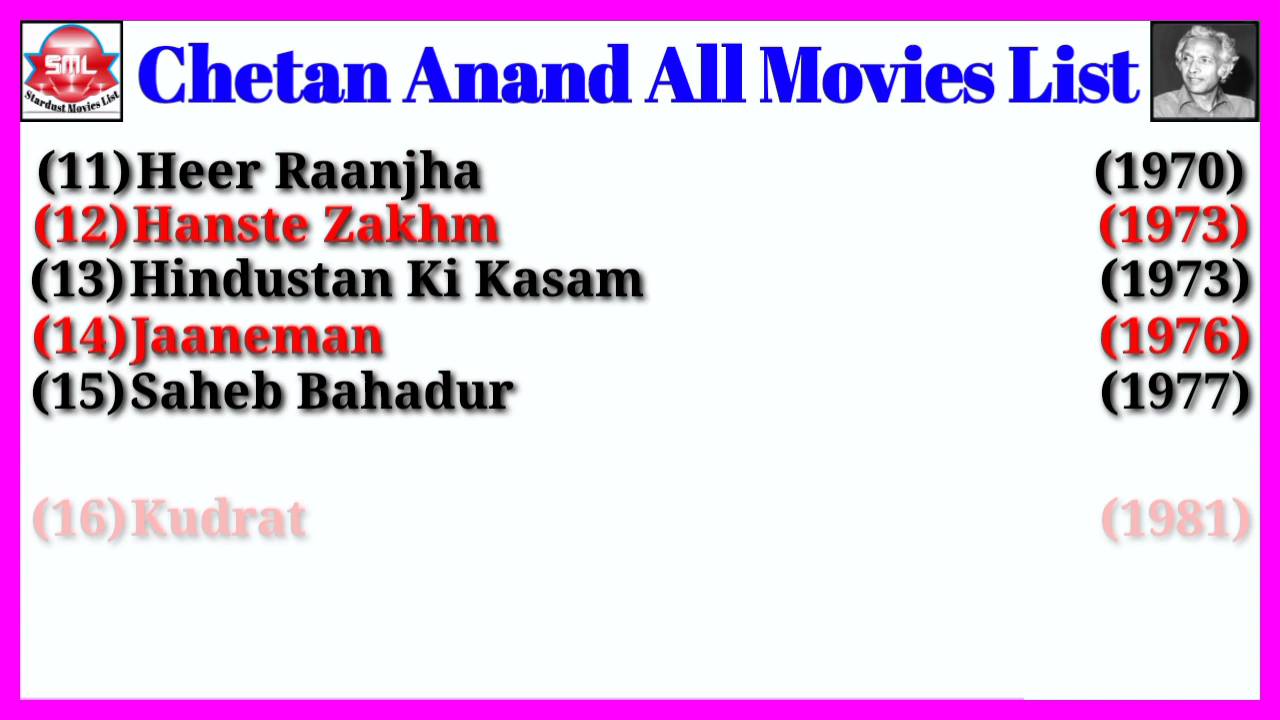 SML
Stardust Movies List
Chetan Anand All Movies List
(11) Heer Raanjha (1970)
(12) Hanste Zakhm (1973)
(13) Hindustan Ki Kasam (1973)
(14) Jaaneman (1976)
(15) Saheb Bahadur (1977)
(16) Kudrat (1981)